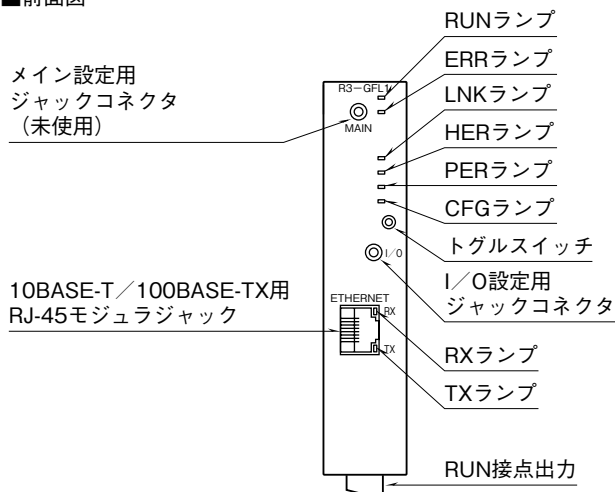 ■前面図
RUNランプ
ERRランプ
LNKランプ
HERランプ
PERランプ
CFGランプ
トグルスイッチ
I／O設定用
ジャックコネクタ
RXランプ
TXランプ
RUN接点出力
メイン設定用
ジャックコネクタ
（未使用）
10BASE-T／100BASE-TX用
RJ-45モジュラジャック
R3－GFL1
MAIN
I／O
ETHERNET
RX
TX